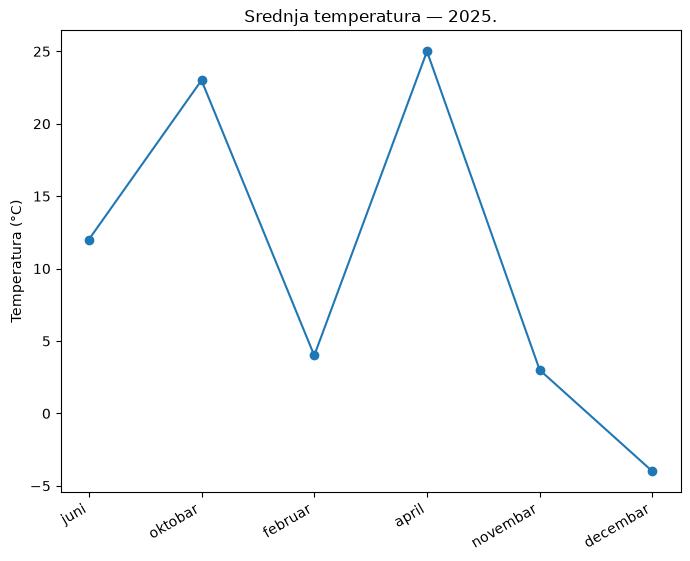 Srednja temperatura — 2025.
Temperatura (°C)
25
20
15
10
5
0
−5
juni
oktobar
februar
april
novembar
decembar